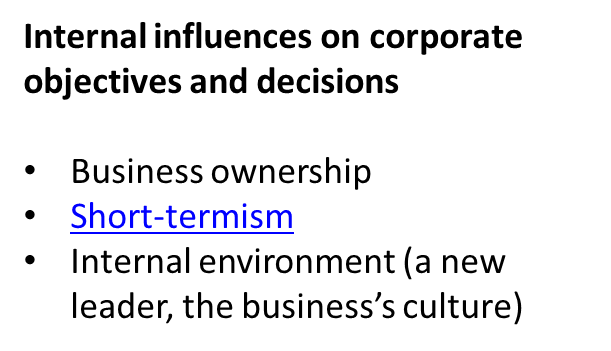 Internal influences on corporate
objectives and decisions
• Business ownership
• Short-termism
• Internal environment (a new
leader, the business’s culture)